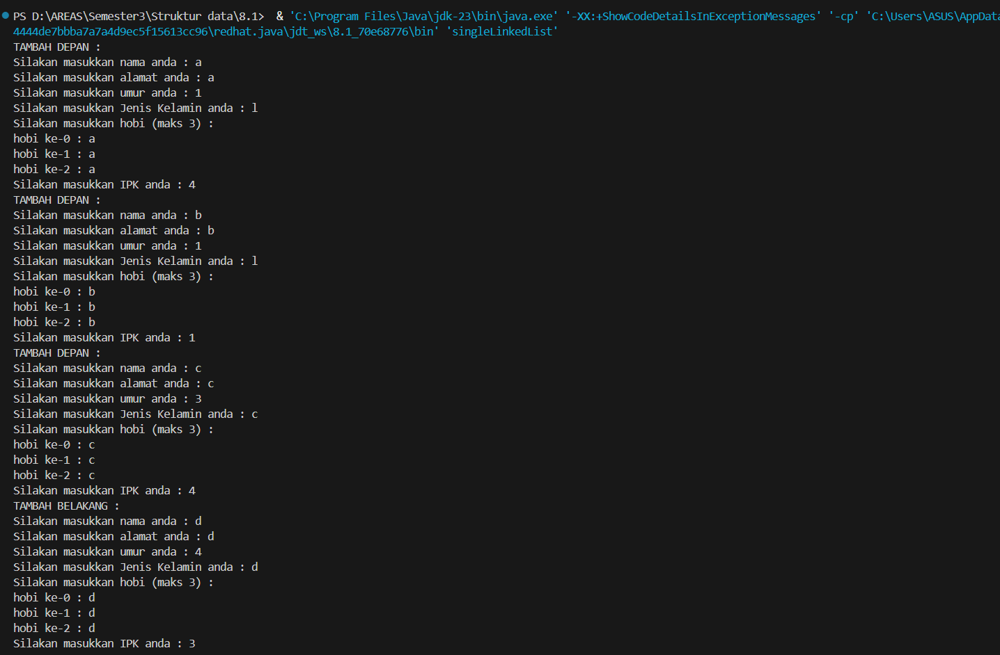 PS D:\AREAS\Semester3\Struktur data\8.1>  & 'C:\Program Files\Java\jdk-23\bin\java.exe' '-XX:+ShowCodeDetailsInExceptionMessages' '-cp' 'C:\Users\ASUS\AppData
4444de7bbba7a7a4d9ec5f15613cc96\redhat.java\jdt_ws\8.1_70e68776\bin' 'singleLinkedList'
TAMBAH DEPAN :
Silakan masukkan nama anda : a
Silakan masukkan alamat anda : a
Silakan masukkan umur anda : 1
Silakan masukkan Jenis Kelamin anda : l
Silakan masukkan hobi (maks 3) :
hobi ke-0 : a
hobi ke-1 : a
hobi ke-2 : a
Silakan masukkan IPK anda : 4
TAMBAH DEPAN :
Silakan masukkan nama anda : b
Silakan masukkan alamat anda : b
Silakan masukkan umur anda : 1
Silakan masukkan Jenis Kelamin anda : l
Silakan masukkan hobi (maks 3) :
hobi ke-0 : b
hobi ke-1 : b
hobi ke-2 : b
Silakan masukkan IPK anda : 1
TAMBAH DEPAN :
Silakan masukkan nama anda : c
Silakan masukkan alamat anda : c
Silakan masukkan umur anda : 3
Silakan masukkan Jenis Kelamin anda : c
Silakan masukkan hobi (maks 3) :
hobi ke-0 : c
hobi ke-1 : c
hobi ke-2 : c
Silakan masukkan IPK anda : 4
TAMBAH BELAKANG :
Silakan masukkan nama anda : d
Silakan masukkan alamat anda : d
Silakan masukkan umur anda : 4
Silakan masukkan Jenis Kelamin anda : d
Silakan masukkan hobi (maks 3) :
hobi ke-0 : d
hobi ke-1 : d
hobi ke-2 : d
Silakan masukkan IPK anda : 3